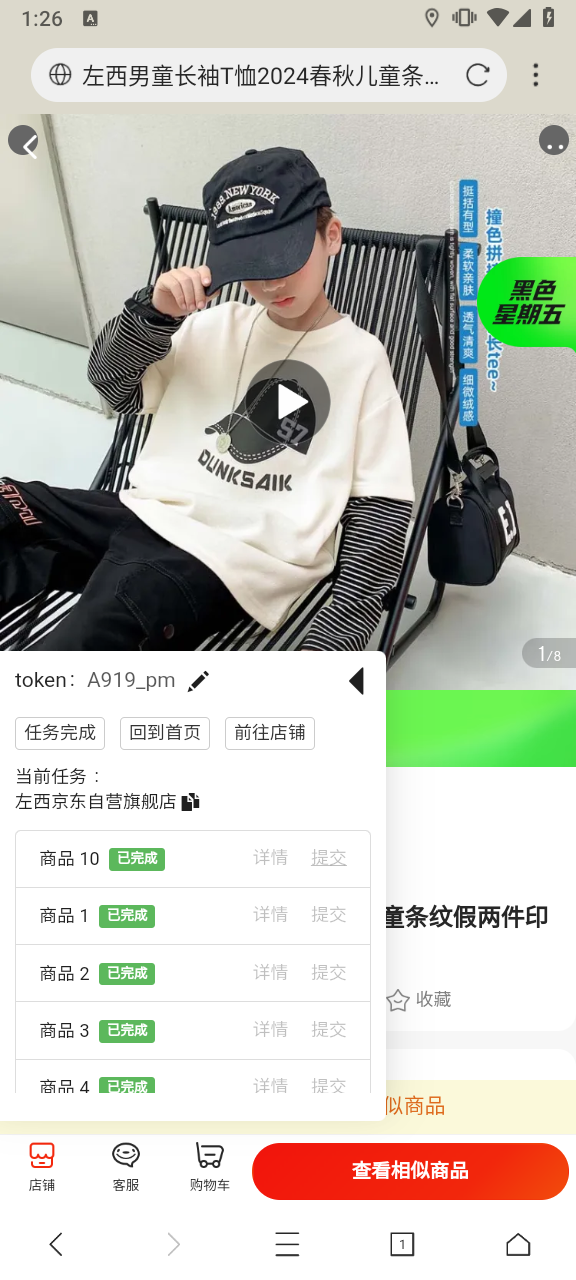 1:26
A
左西男童长袖T恤2024春秋儿童条...
1989.NEW YORK
American
挺括有型
柔软亲肤
透气清爽
细微绒感
撞色拼接
长tee~
黑色
星期五
97
DUNKSAIK
1/8
token： A919_pm
任务完成
回到首页
前往店铺
当前任务：
左西京东自营旗舰店
商品 10 已完成 详情 提交
商品 1 已完成 详情 提交
童条纹假两件印
商品 2 已完成 详情 提交
收藏
商品 3 已完成 详情 提交
商品 4 已完成 详情 提交
似商品
店铺
客服
购物车
查看相似商品
1